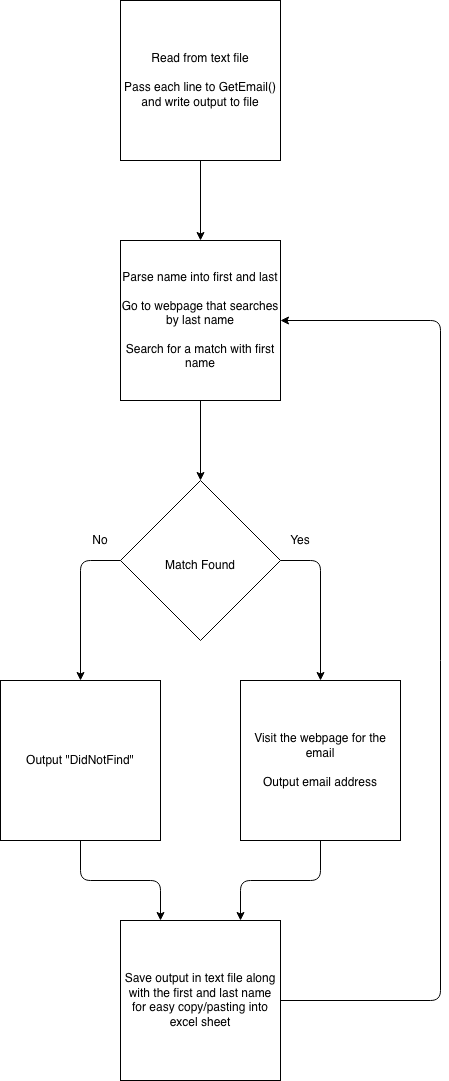 Read from text file
Pass each line to GetEmail()
and write output to file
Parse name into first and last
Go to webpage that searches
by last name
Search for a match with first
name
No
Yes
Match Found
Output "DidNotFind"
Visit the webpage for the
email
Output email address
Save output in text file along
with the first and last name
for easy copy/pasting into
excel sheet